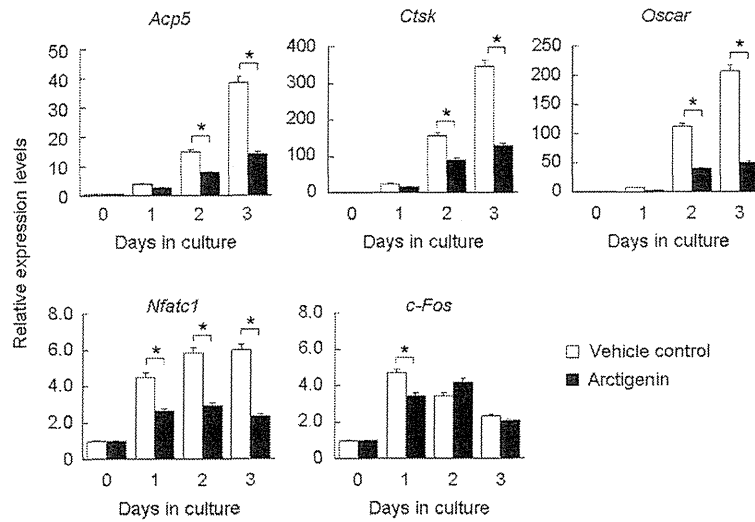 Acp5
Ctsk
Oscar
50
40
30
20
10
0
*
*
0 1 2 3
Days in culture
400
300
200
100
0
*
*
0 1 2 3
Days in culture
250
200
150
100
50
0
*
*
0 1 2 3
Days in culture
Relative expression levels
Nfatc1
c-Fos
8.0
6.0
4.0
2.0
0
*
*
*
0 1 2 3
Days in culture
8.0
6.0
4.0
2.0
0
*
0 1 2 3
Days in culture
Vehicle control
Arctigenin